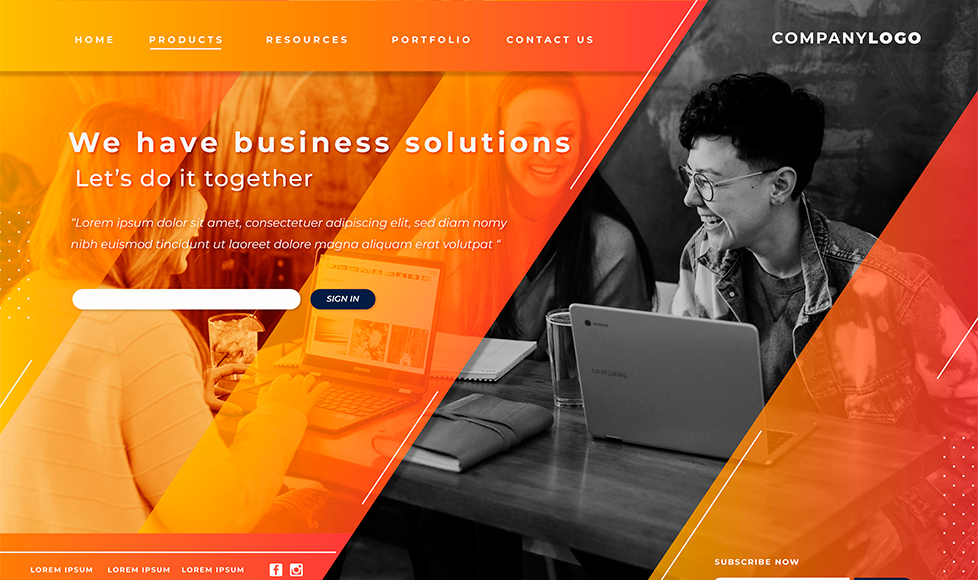 HOME PRODUCTS RESOURCES PORTFOLIO CONTACT US
COMPANYLOGO
We have business solutions
Let's do it together
“Lorem ipsum dolor sit amet, consectetuer adipiscing elit, sed diam nomy
nibh euismod tincidunt ut laoreet dolore magna aliquam erat volutpat “
SIGN IN
SAMSUNG
SUBSCRIBE NOW
LOREM IPSUM LOREM IPSUM LOREM IPSUM